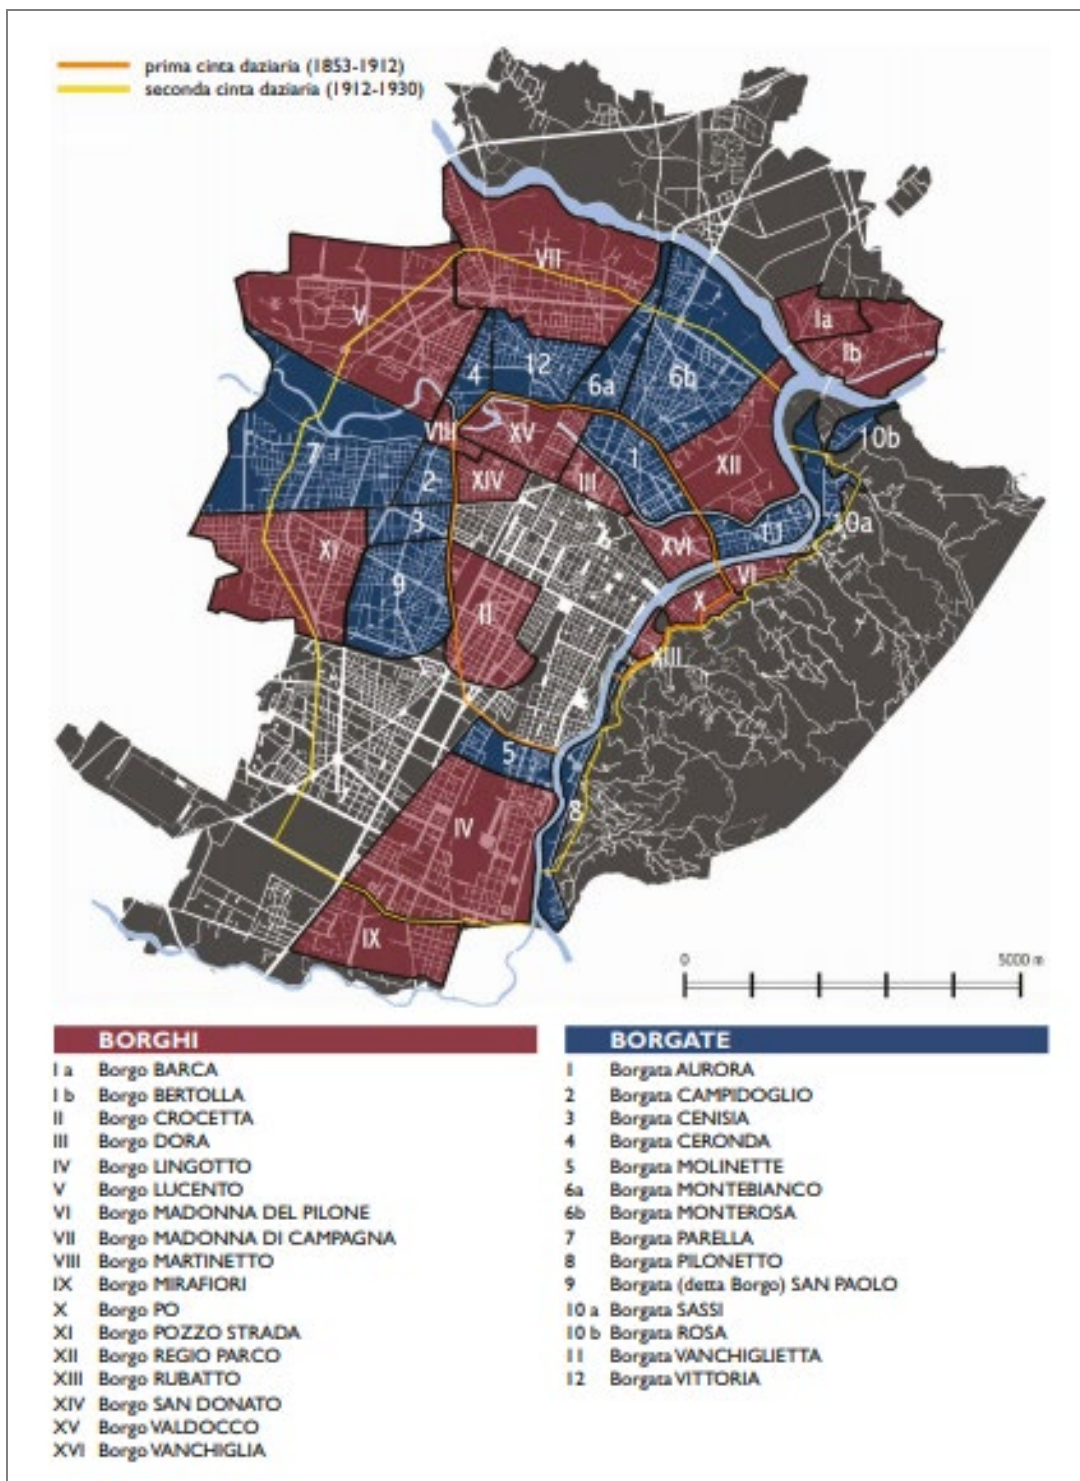 prima cinta daziaria (1853-1912)
seconda cinta daziaria (1912-1930)
VII
V
Ia
Ib
4
12
6a
6b
10b
VIII
XV
1
XII
7
2
XIV
III
3
XI
XVI
11
10a
9
VI
II
X
XIII
5
8
IV
IX
0
5000 m
BORGHI
I a Borgo BARCA
I b Borgo BERTOLLA
II Borgo CROCETTA
III Borgo DORA
IV Borgo LINGOTTO
V Borgo LUCENTO
VI Borgo MADONNA DEL PILONE
VII Borgo MADONNA DI CAMPAGNA
VIII Borgo MARTINETTO
IX Borgo MIRAFIORI
X Borgo PO
XI Borgo POZZO STRADA
XII Borgo REGIO PARCO
XIII Borgo RUBATTO
XIV Borgo SAN DONATO
XV Borgo VALDOCCO
XVI Borgo VANCHIGLIA
BORGATE
1 Borgata AURORA
2 Borgata CAMPIDOGLIO
3 Borgata CENISIA
4 Borgata CERONDA
5 Borgata MOLINETTE
6a Borgata MONTEBIANCO
6b Borgata MONTEROSA
7 Borgata PARELLA
8 Borgata PILONETTO
9 Borgata (detta Borgo) SAN PAOLO
10 a Borgata SASSI
10 b Borgata ROSA
11 Borgata VANCHIGLIETTA
12 Borgata VITTORIA